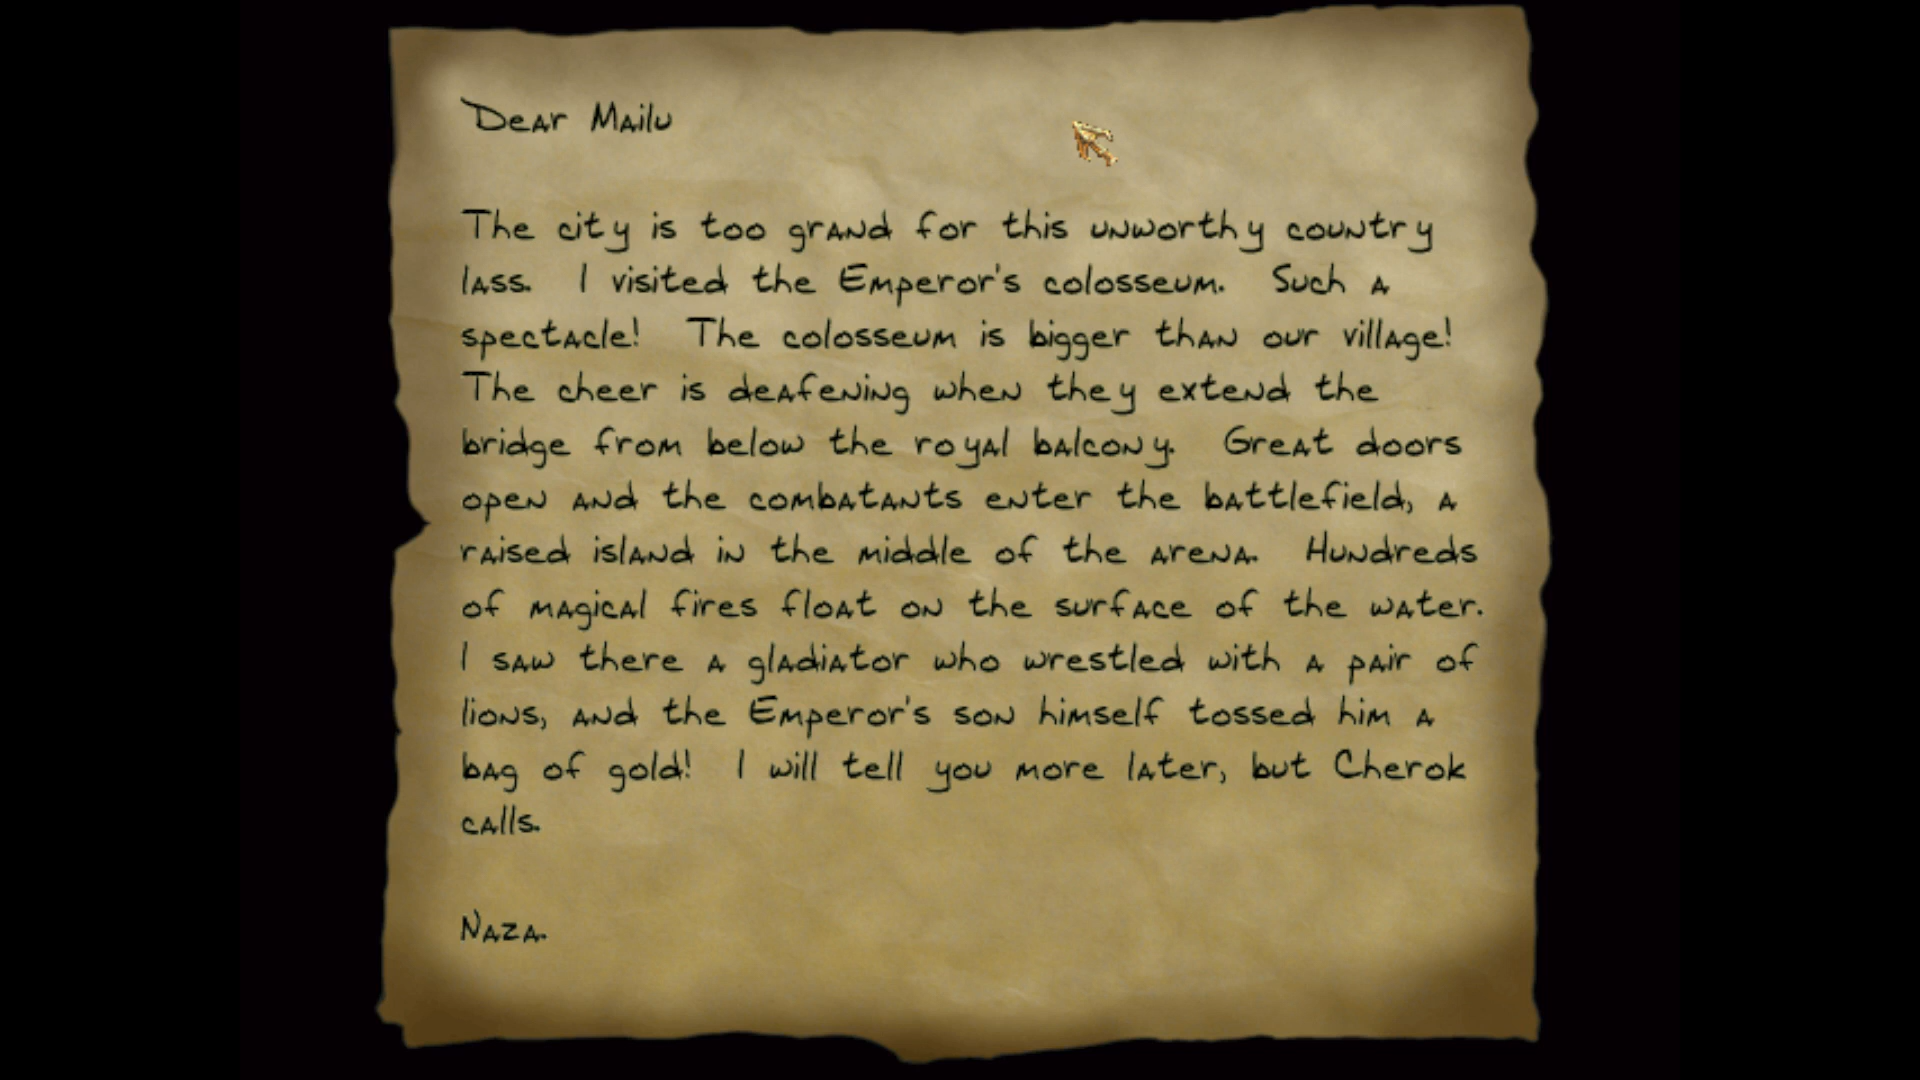 Dear Mailu
The city is too grand for this unworthy country
lass.  I visited the Emperor's colosseum.  Such a
spectacle!  The colosseum is bigger than our village!
The cheer is deafening when they extend the
bridge from below the royal balcony.  Great doors
open and the combatants enter the battlefield, a
raised island in the middle of the arena.  Hundreds
of magical fires float on the surface of the water.
I saw there a gladiator who wrestled with a pair of
lions, and the Emperor's son himself tossed him a
bag of gold!  I will tell you more later, but Cherok
calls.
Naza.